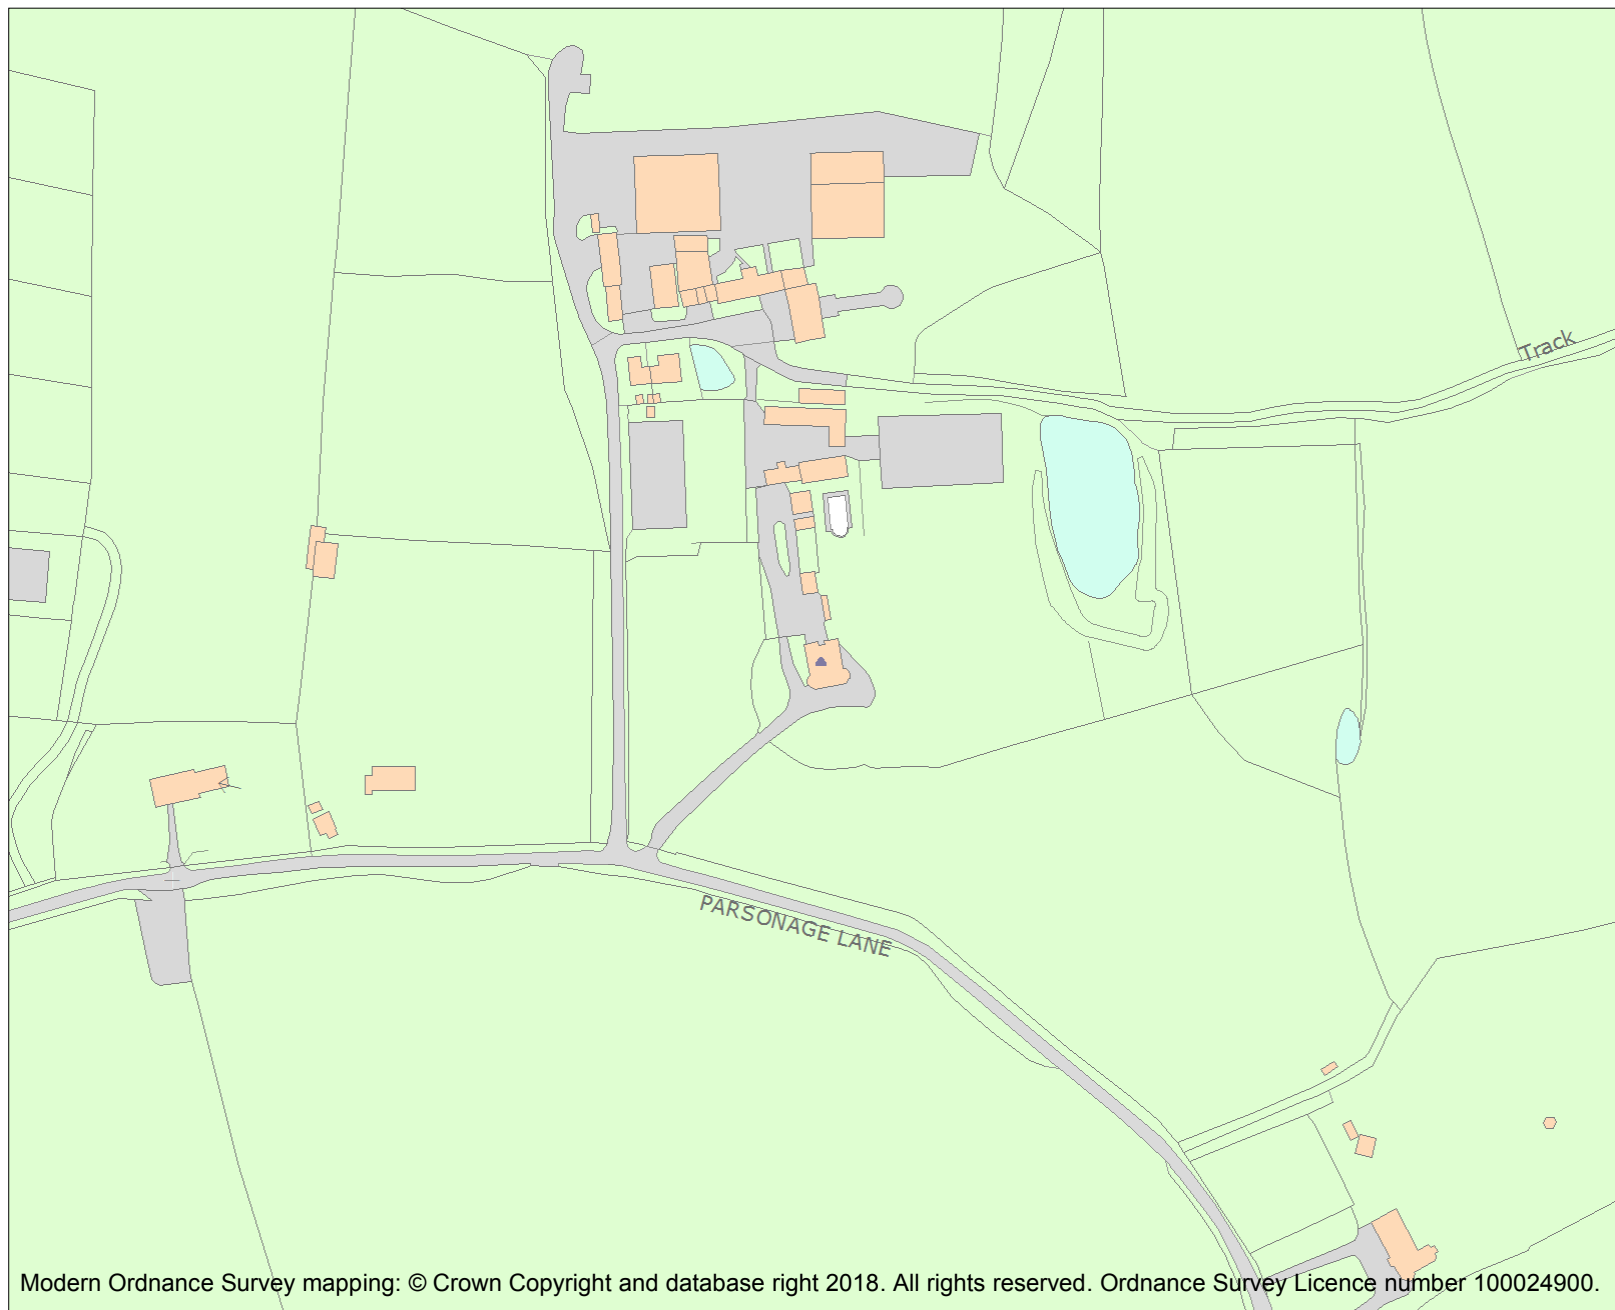 Track
PARSONAGE LANE
Modern Ordnance Survey mapping: © Crown Copyright and database right 2018. All rights reserved. Ordnance Survey Licence number 100024900.